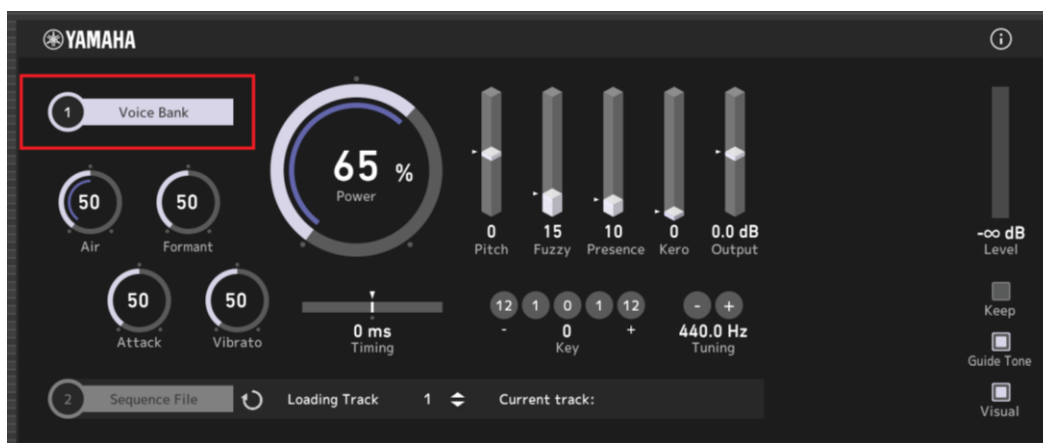 YAMAHA
i
1 Voice Bank
65 %
Power
50
Air
50
Formant
50
Attack
50
Vibrato
0
Pitch
15
Fuzzy
10
Presence
0
Kero
0.0 dB
Output
-∞ dB
Level
0 ms
Timing
12 1 0 1 12
- 0 +
Key
- +
440.0 Hz
Tuning
Keep
Guide Tone
Visual
2 Sequence File Loading Track 1 Current track: